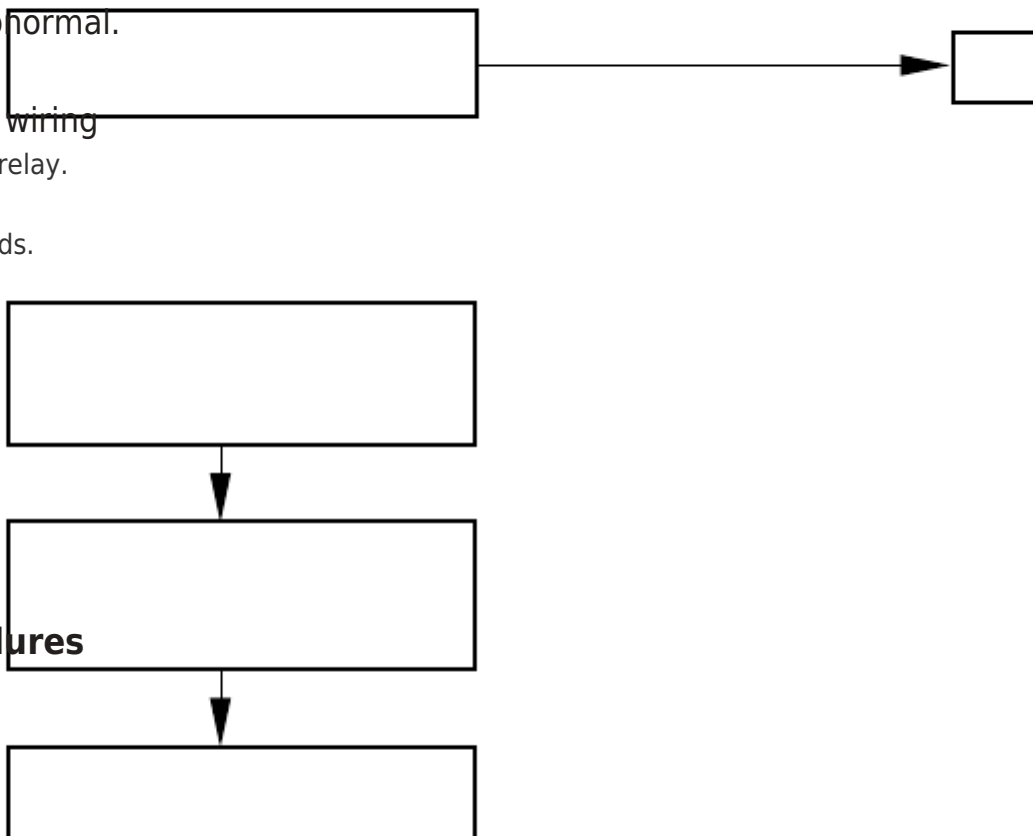 normal.
wiring
relay.
ds.
lures